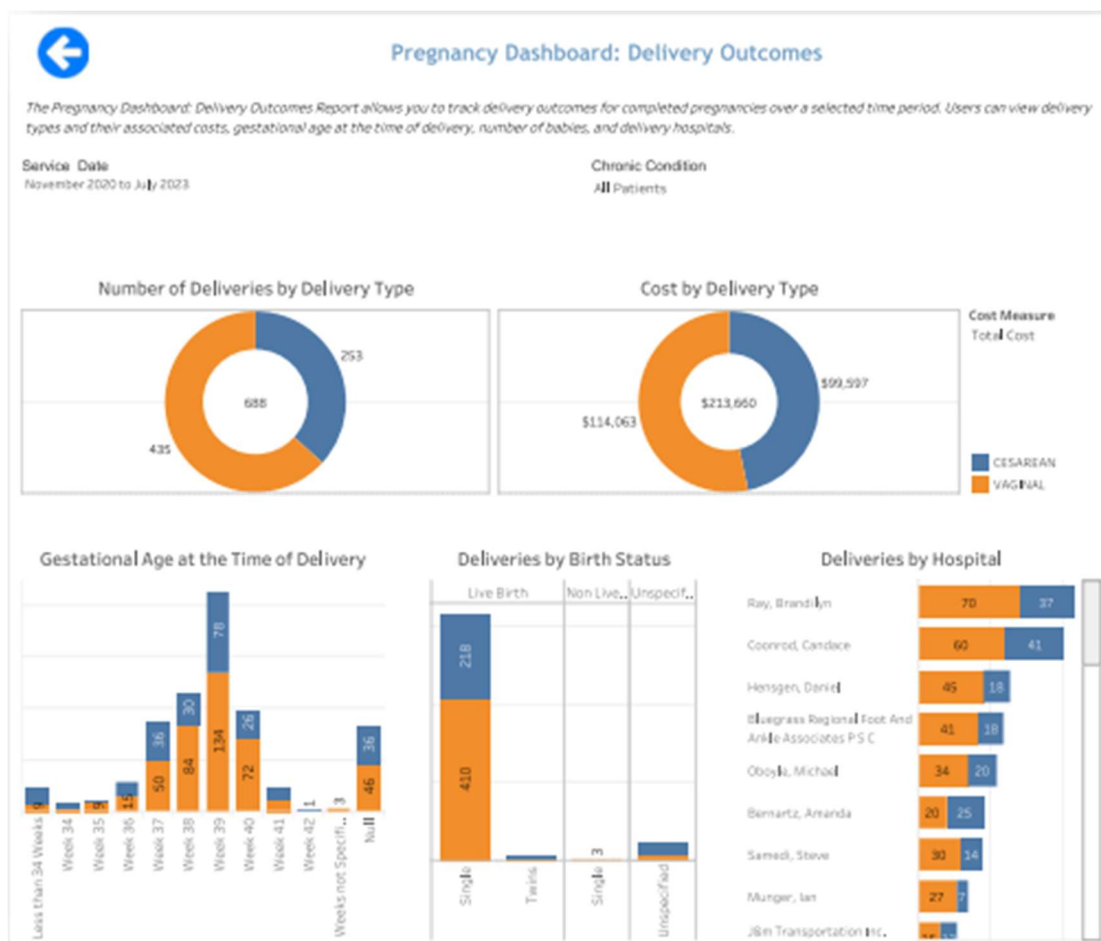 Pregnancy Dashboard: Delivery Outcomes
The Pregnancy Dashboard: Delivery Outcomes Report allows you to track delivery outcomes for completed pregnancies over a selected time period. Users can view delivery
types and their associated costs, gestational age at the time of delivery, number of babies, and delivery hospitals.
Service Date
November 2020 to July 2023
Chronic Condition
All Patients
Number of Deliveries by Delivery Type
253
688
435
Cost by Delivery Type
$99,597
$213,660
$114,063
Cost Measure
Total Cost
CESAREAN
VAGINAL
Gestational Age at the Time of Delivery
9
9
15
36
50
30
84
78
134
26
72
1
3
36
46
Less than 34 Weeks
Week 34
Week 35
Week 36
Week 37
Week 38
Week 39
Week 40
Week 41
Week 42
Weeks not Specifi..
Null
Deliveries by Birth Status
Live Birth
Non Live..
Unspecif..
218
410
3
Single
Twins
Single
Unspecified
Deliveries by Hospital
Ray, Brandilyn
70 37
Coonrod, Candace
60 41
Hensgen, Daniel
45 18
Bluegrass Regional Foot And
Ankle Associates P S C
41 18
Oboyle, Michael
34 20
Bernartz, Amanda
20 25
Samedi, Steve
30 14
Munger, Ian
27 7
J&m Transportation Inc.